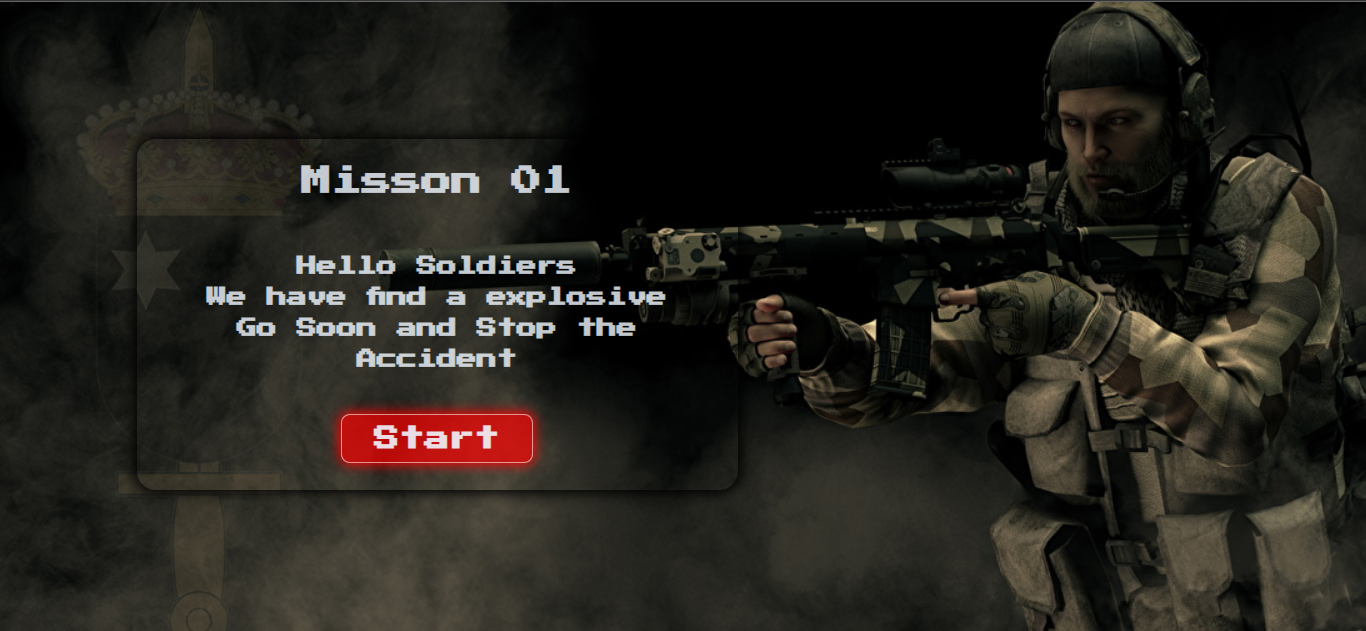 Misson 01
Hello Soldiers
We have find a explosive
Go Soon and Stop the
Accident
Start